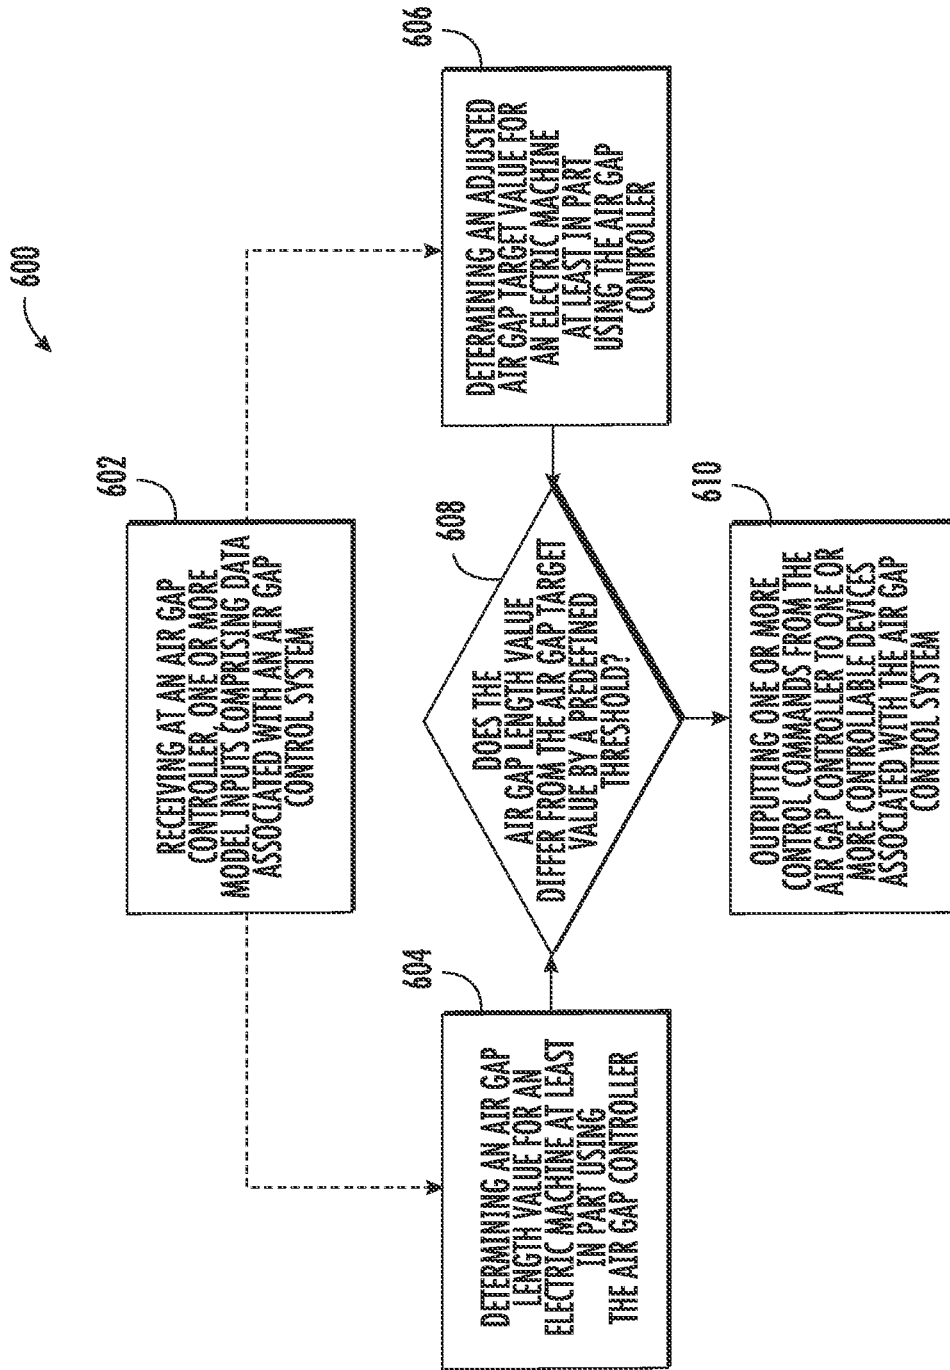 600
602
RECEIVING AT AN AIR GAP
CONTROLLER, ONE OR MORE
MODEL INPUTS COMPRISING DATA
ASSOCIATED WITH AN AIR GAP
CONTROL SYSTEM
604
DETERMINING AN AIR GAP
LENGTH VALUE FOR AN
ELECTRIC MACHINE AT LEAST
IN PART USING
THE AIR GAP CONTROLLER
606
DETERMINING AN ADJUSTED
AIR GAP TARGET VALUE FOR
AN ELECTRIC MACHINE
AT LEAST IN PART
USING THE AIR GAP
CONTROLLER
608
DOES THE
AIR GAP LENGTH VALUE
DIFFER FROM THE AIR GAP TARGET
VALUE BY A PREDEFINED
THRESHOLD?
610
OUTPUTTING ONE OR MORE
CONTROL COMMANDS FROM THE
AIR GAP CONTROLLER TO ONE OR
MORE CONTROLLABLE DEVICES
ASSOCIATED WITH THE AIR GAP
CONTROL SYSTEM